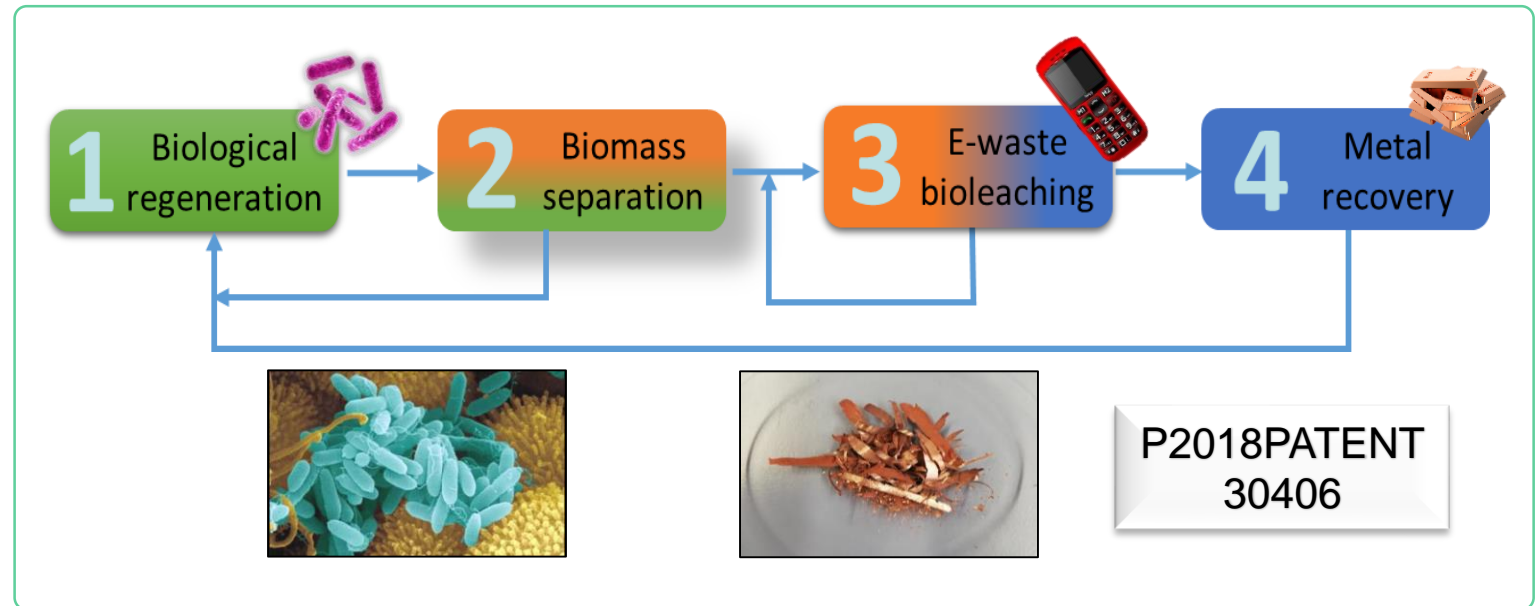 1 Biological
regeneration
2 Biomass
separation
3 E-waste
bioleaching
4 Metal
recovery
P2018PATENT
30406